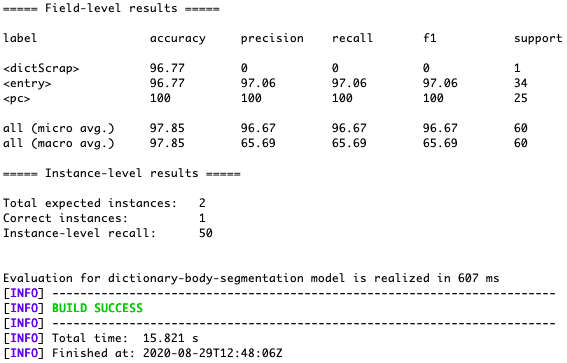 ===== Field-level results =====
label accuracy precision recall f1 support
<dictScrap> 96.77 0 0 0 1
<entry> 96.77 97.06 97.06 97.06 34
<pc> 100 100 100 100 25
all (micro avg.) 97.85 96.67 96.67 96.67 60
all (macro avg.) 97.85 65.69 65.69 65.69 60
===== Instance-level results =====
Total expected instances: 2
Correct instances: 1
Instance-level recall: 50
Evaluation for dictionary-body-segmentation model is realized in 607 ms
[INFO] ------------------------------------------------------------------------
[INFO] BUILD SUCCESS
[INFO] ------------------------------------------------------------------------
[INFO] Total time: 15.821 s
[INFO] Finished at: 2020-08-29T12:48:06Z